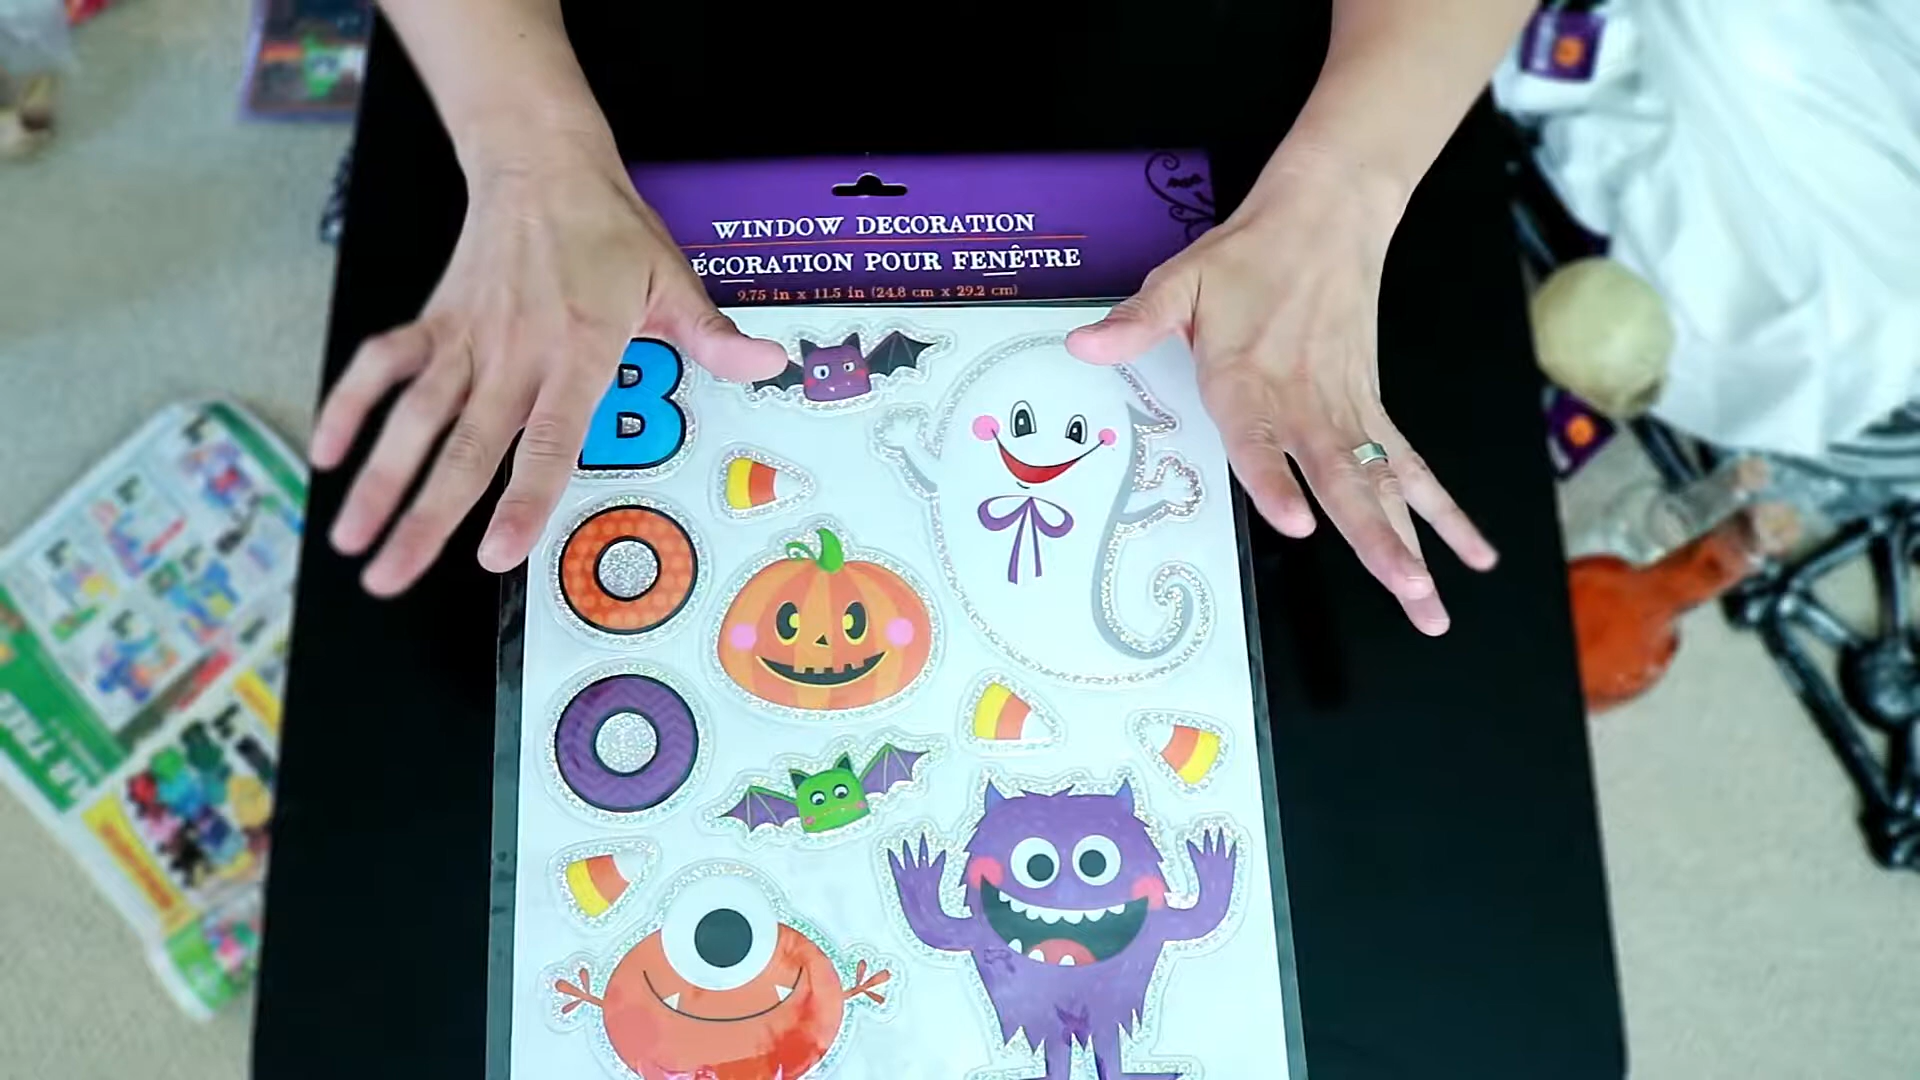 WINDOW DECORATION
ÉCORATION POUR FENÊTRE
9.75 in x 11.5 in (24.8 cm x 29.2 cm)
B
O
O